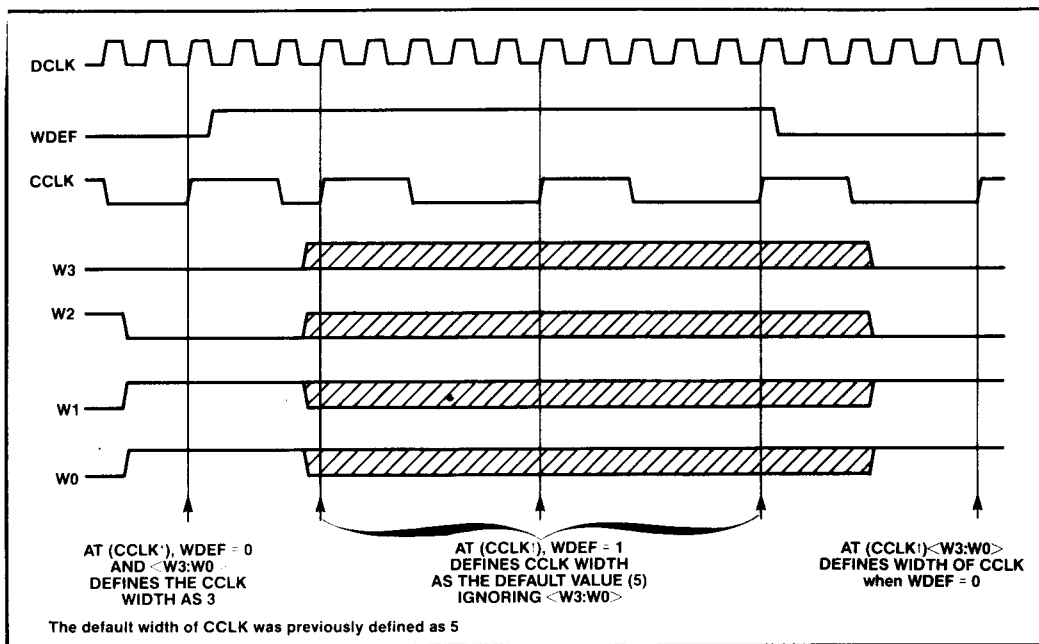 DCLK
WDEF
CCLK
W3
W2
W1
W0
AT (CCLK↑), WDEF = 0
AND <W3:W0
DEFINES THE CCLK
WIDTH AS 3
AT (CCLK↑), WDEF = 1
DEFINES CCLK WIDTH
AS THE DEFAULT VALUE (5)
IGNORING <W3:W0>
AT (CCLK↑)<W3:W0>
DEFINES WIDTH OF CCLK
when WDEF = 0
The default width of CCLK was previously defined as 5